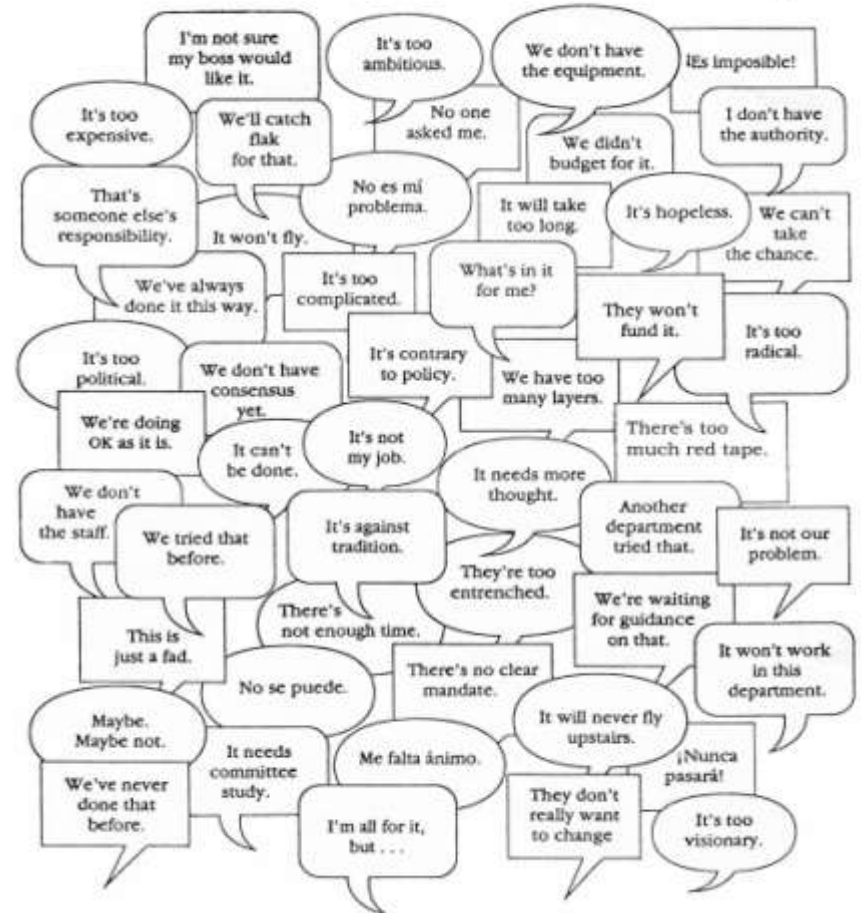 I'm not sure
my boss would
like it.
It's too
ambitious.
We don't have
the equipment.
¡Es imposible!
It's too
expensive.
We'll catch
flak
for that.
No one
asked me.
We didn't
budget for it.
I don't have
the authority.
That's
someone else's
responsibility.
It won't fly.
No es mí
problema.
It will take
too long.
It's hopeless.
We can't
take
the chance.
We've always
done it this way.
It's too
complicated.
What's in it
for me?
They won't
fund it.
It's too
radical.
It's too
political.
We don't have
consensus
yet.
It's contrary
to policy.
We have too
many layers.
We're doing
OK as it is.
It can't
be done.
It's not
my job.
It needs more
thought.
There's too
much red tape.
We don't
have
the staff.
We tried that
before.
It's against
tradition.
Another
department
tried that.
It's not our
problem.
This is
just a fad.
There's
not enough time.
They're too
entrenched.
We're waiting
for guidance
on that.
It won't work
in this
department.
No se puede.
There's no clear
mandate.
Maybe.
Maybe not.
It needs
committee
study.
Me falta ánimo.
It will never fly
upstairs.
¡Nunca
pasará!
We've never
done that
before.
I'm all for it,
but . . .
They don't
really want
to change
It's too
visionary.